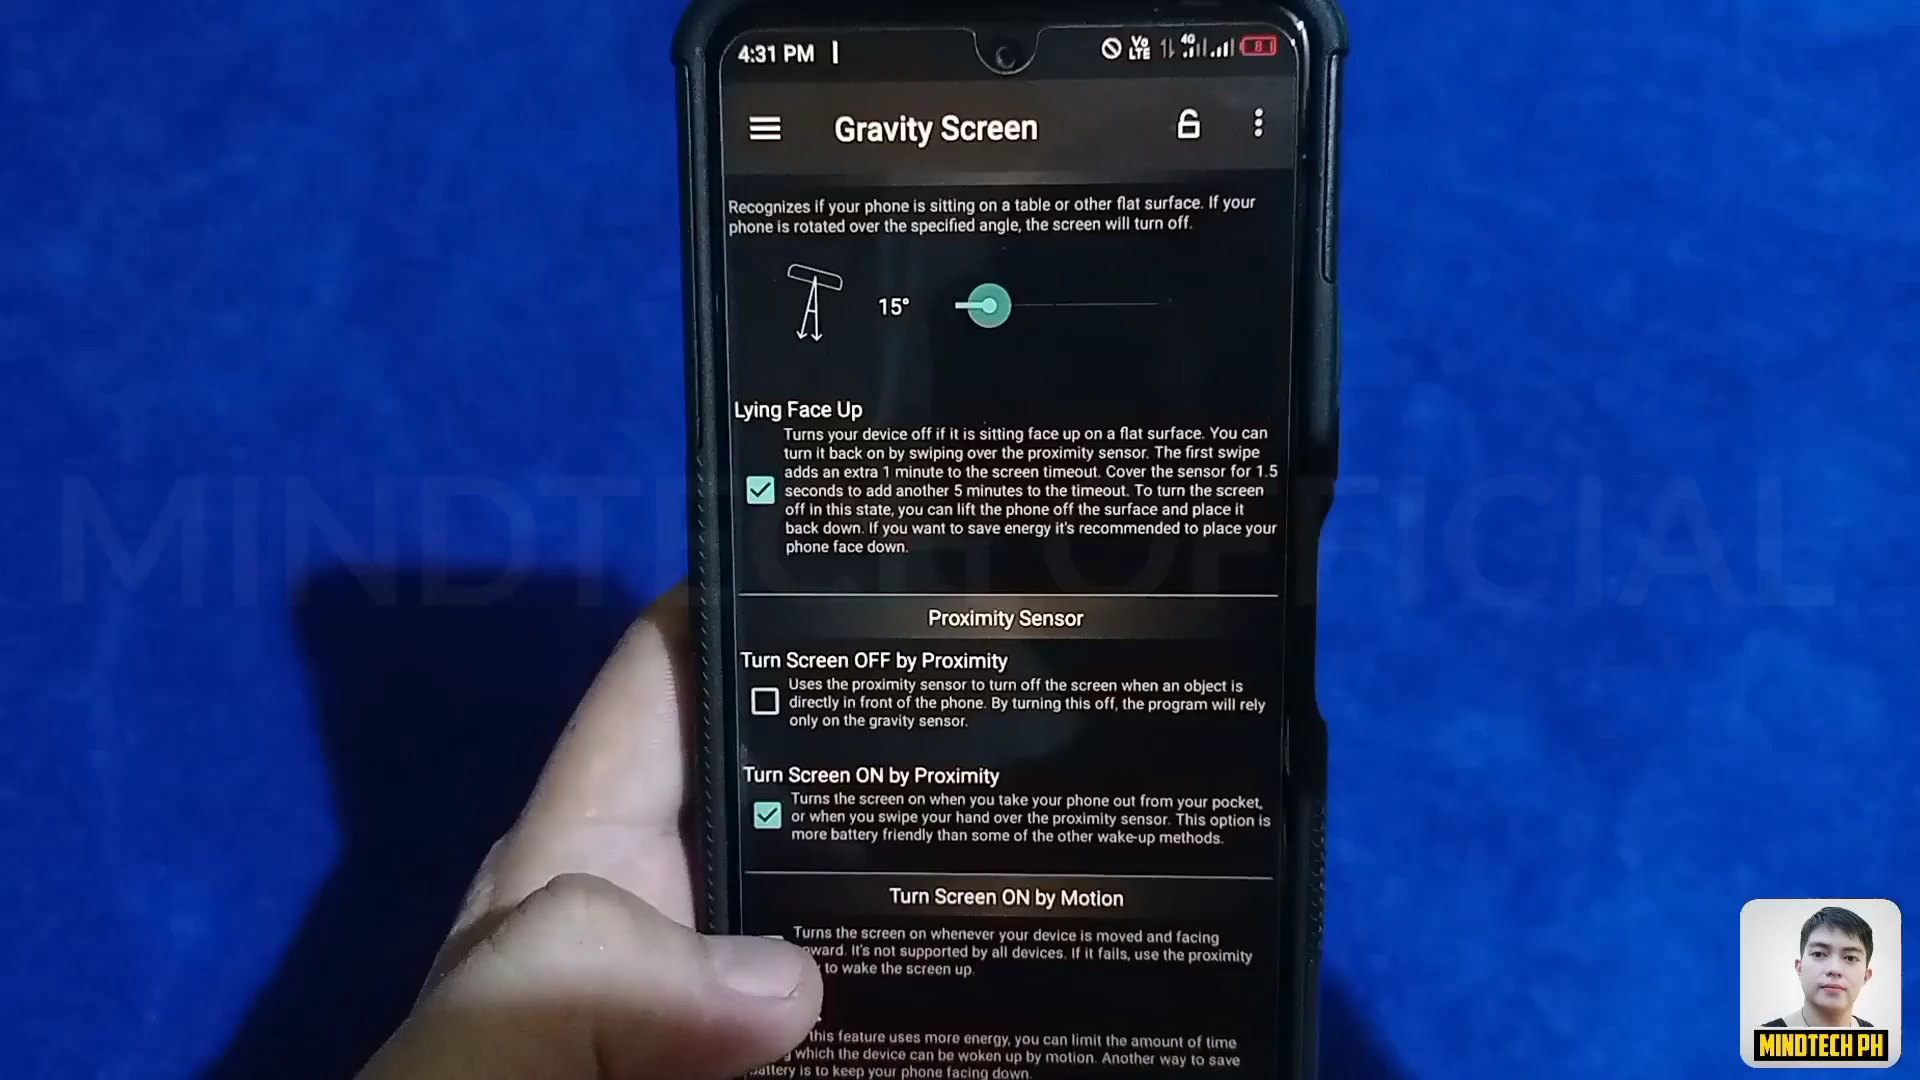 4:31 PM
Vo
LTE
4G
81
Gravity Screen
Recognizes if your phone is sitting on a table or other flat surface. If your
phone is rotated over the specified angle, the screen will turn off.
15°
Lying Face Up
Turns your device off if it is sitting face up on a flat surface. You can
turn it back on by swiping over the proximity sensor. The first swipe
adds an extra 1 minute to the screen timeout. Cover the sensor for 1.5
seconds to add another 5 minutes to the timeout. To turn the screen
off in this state, you can lift the phone off the surface and place it
back down. If you want to save energy it's recommended to place your
phone face down.
MINDTECH OFFICIAL
Proximity Sensor
Turn Screen OFF by Proximity
Uses the proximity sensor to turn off the screen when an object is
directly in front of the phone. By turning this off, the program will rely
only on the gravity sensor.
Turn Screen ON by Proximity
Turns the screen on when you take your phone out from your pocket,
or when you swipe your hand over the proximity sensor. This option is
more battery friendly than some of the other wake-up methods.
Turn Screen ON by Motion
Turns the screen on whenever your device is moved and facing
It's not supported by all devices. If it fails, use the proximity
to wake the screen up.
this feature uses more energy, you can limit the amount of time
which the device can be woken up by motion. Another way to save
battery is to keep your phone facing down.
MINDTECH PH